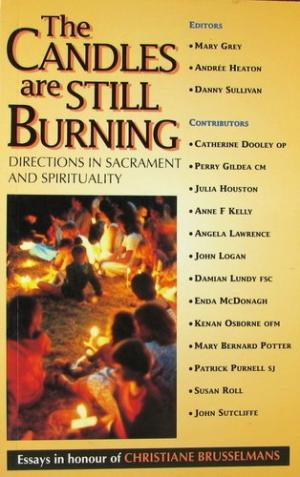 The
CANDLES
are STILL
BURNING
DIRECTIONS IN SACRAMENT
AND SPIRITUALITY
EDITORS
• MARY GREY
• ANDRÉE HEATON
• DANNY SULLIVAN
CONTRIBUTORS
• CATHERINE DOOLEY OP
• PERRY GILDEA CM
• JULIA HOUSTON
• ANNE F KELLY
• ANGELA LAWRENCE
• JOHN LOGAN
• DAMIAN LUNDY FSC
• ENDA MCDONAGH
• KENAN OSBORNE OFM
• MARY BERNARD POTTER
• PATRICK PURNELL SJ
• SUSAN ROLL
• JOHN SUTCLIFFE
Essays in honour of CHRISTIANE BRUSSELMANS